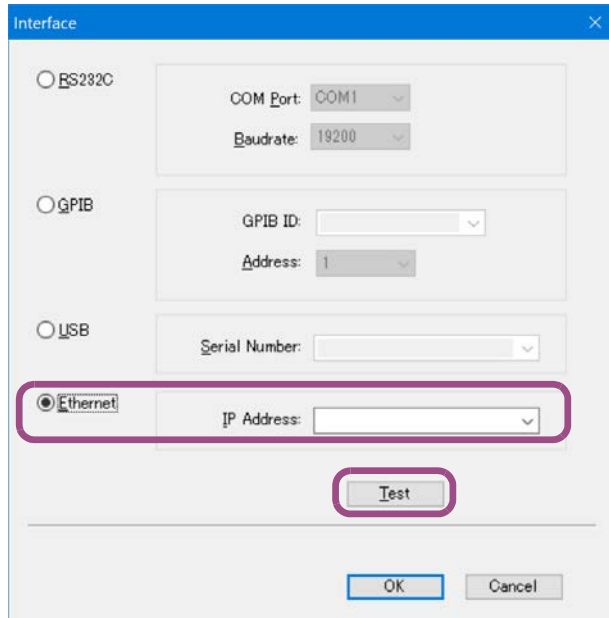 Interface
RS232C
COM Port: COM1
Baudrate: 19200
GPIB
GPIB ID:
Address: 1
USB
Serial Number:
Ethernet
IP Address:
Test
OK Cancel